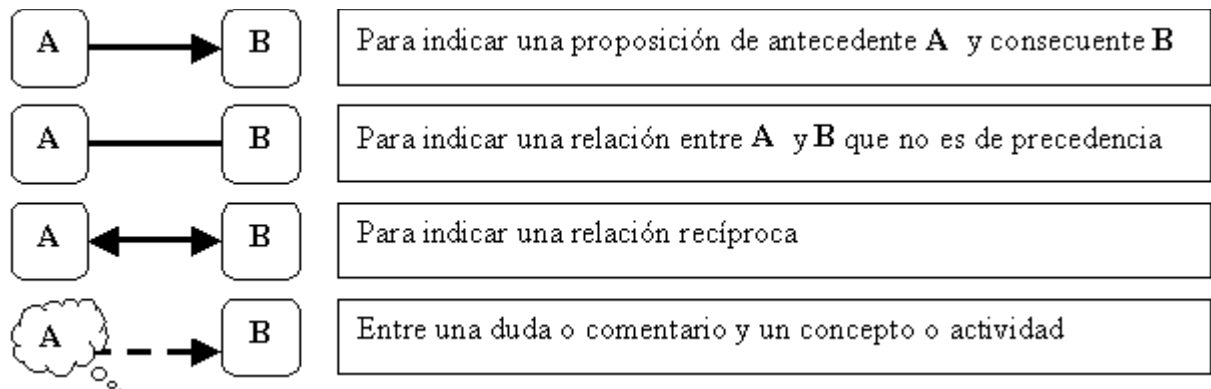 A B Para indicar una proposición de antecedente A y consecuente B
A B Para indicar una relación entre A y B que no es de precedencia
A B Para indicar una relación recíproca
A B Entre una duda o comentario y un concepto o actividad